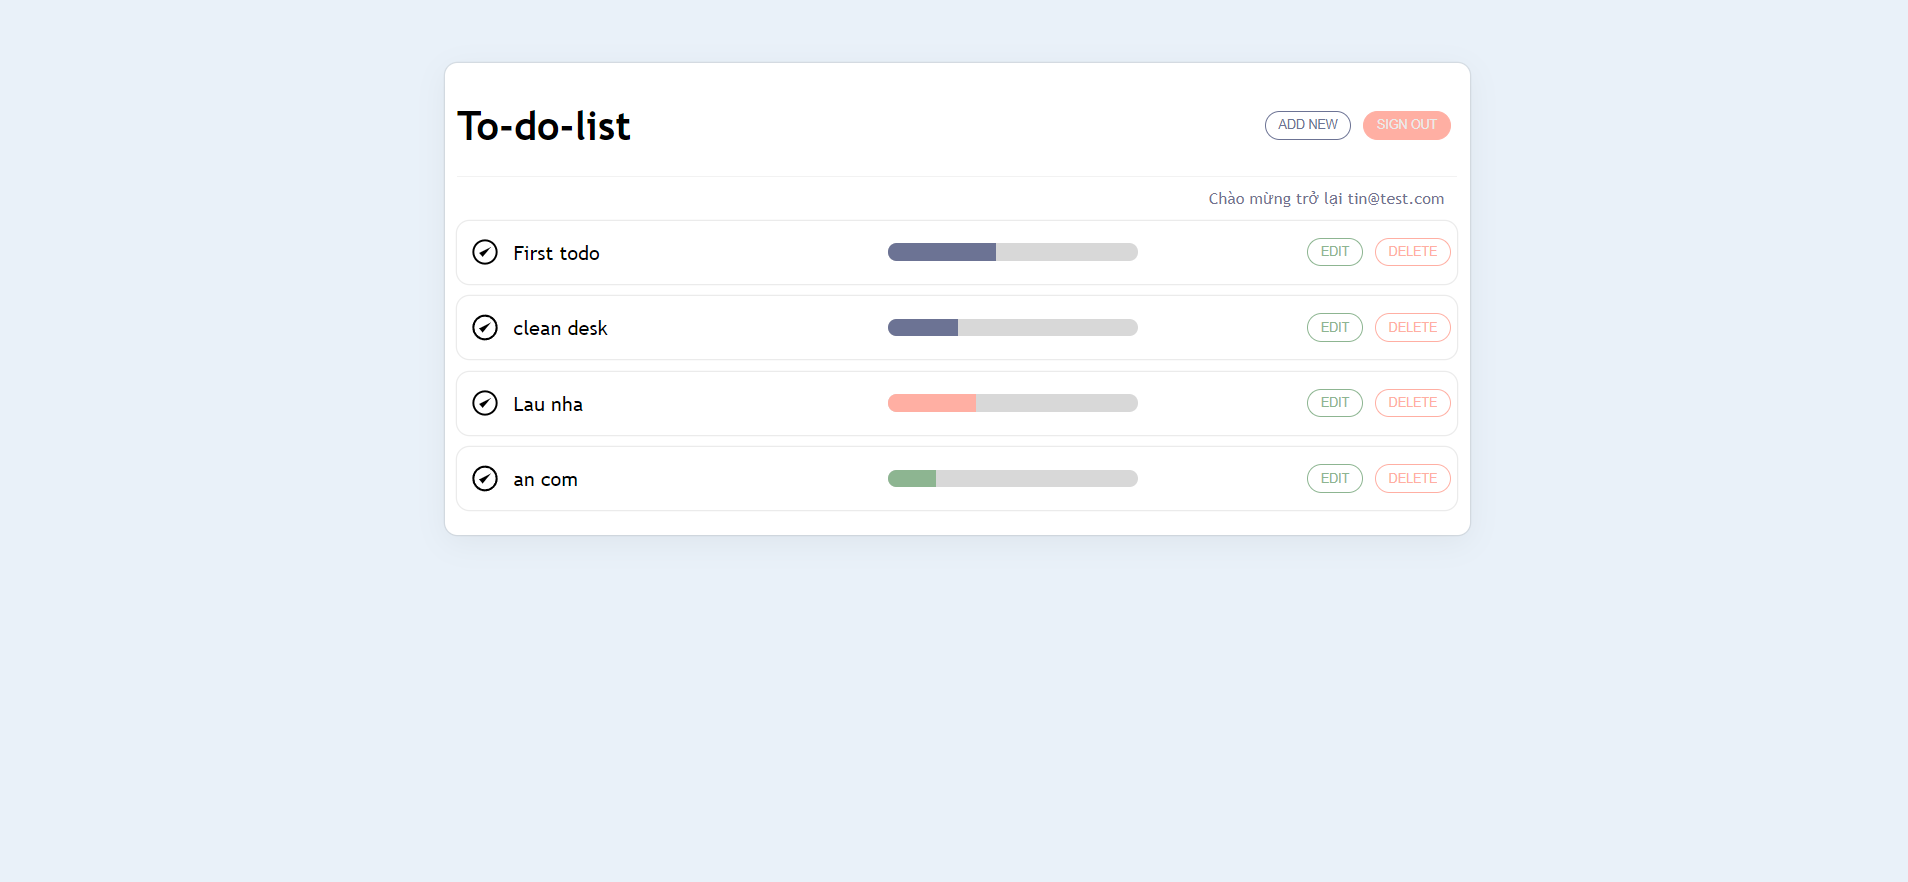 To-do-list
ADD NEW SIGN OUT
Chào mừng trở lại tin@test.com
First todo EDIT DELETE
clean desk EDIT DELETE
Lau nha EDIT DELETE
an com EDIT DELETE